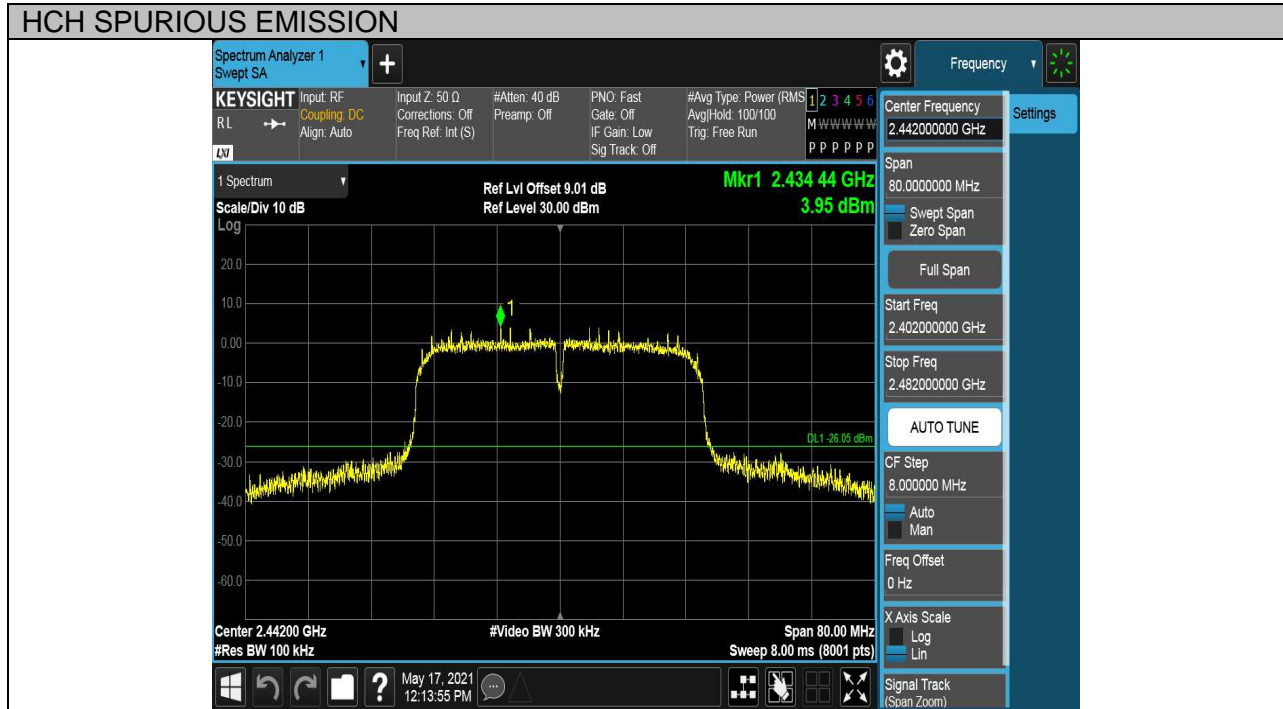 HCH SPURIOUS EMISSION
Spectrum Analyzer 1
Swept SA
Frequency
KEYSIGHT
RL
LXI
Input: RF
Coupling: DC
Align: Auto
Input Z: 50 Ω
Corrections: Off
Freq Ref: Int (S)
#Atten: 40 dB
Preamp: Off
PNO: Fast
Gate: Off
IF Gain: Low
Sig Track: Off
#Avg Type: Power (RMS
Avg|Hold: 100/100
Trig: Free Run
1 2 3 4 5 6
M W W W W W
P P P P P P
1 Spectrum
Scale/Div 10 dB
Log
Ref Lvl Offset 9.01 dB
Ref Level 30.00 dBm
Mkr1 2.434 44 GHz
3.95 dBm
20.0
10.0
0.00
-10.0
-20.0
-30.0
-40.0
-50.0
-60.0
1
DL1 -26.05 dBm
Center 2.44200 GHz
#Res BW 100 kHz
#Video BW 300 kHz
Span 80.00 MHz
Sweep 8.00 ms (8001 pts)
May 17, 2021
12:13:55 PM
Center Frequency
2.442000000 GHz
Settings
Span
80.0000000 MHz
Swept Span
Zero Span
Full Span
Start Freq
2.402000000 GHz
Stop Freq
2.482000000 GHz
AUTO TUNE
CF Step
8.000000 MHz
Auto
Man
Freq Offset
0 Hz
X Axis Scale
Log
Lin
Signal Track
(Span Zoom)